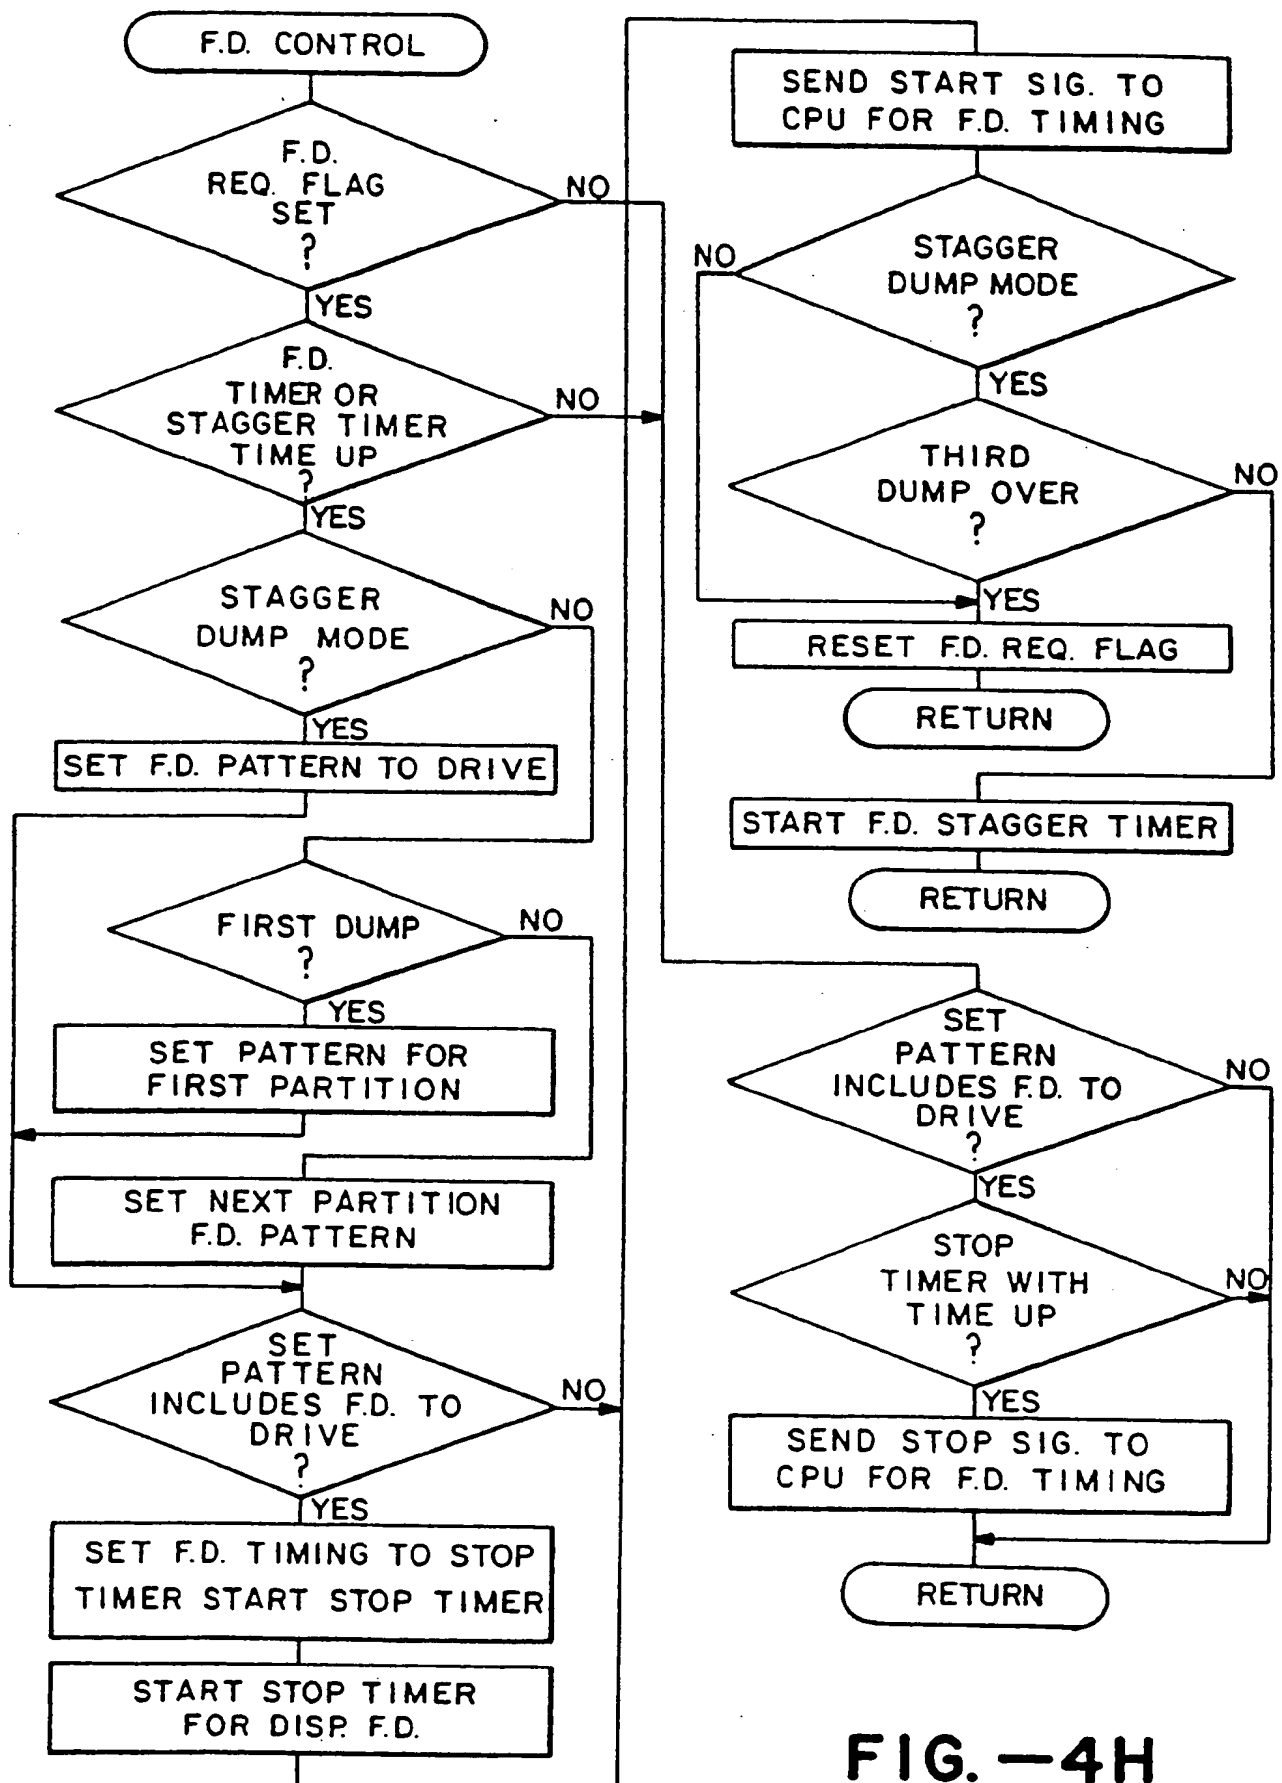 F.D. CONTROL
F.D.
REQ. FLAG
SET
?
NO
YES
F.D.
TIMER OR
STAGGER TIMER
TIME UP
?
NO
YES
STAGGER
DUMP MODE
?
NO
YES
SET F.D. PATTERN TO DRIVE
FIRST DUMP
?
NO
YES
SET PATTERN FOR
FIRST PARTITION
SET NEXT PARTITION
F.D. PATTERN
SET
PATTERN
INCLUDES F.D. TO
DRIVE
?
NO
YES
SET F.D. TIMING TO STOP
TIMER START STOP TIMER
START STOP TIMER
FOR DISP. F.D.
SEND START SIG. TO
CPU FOR F.D. TIMING
STAGGER
DUMP MODE
?
NO
YES
THIRD
DUMP OVER
?
NO
YES
RESET F.D. REQ. FLAG
RETURN
START F.D. STAGGER TIMER
RETURN
SET
PATTERN
INCLUDES F.D. TO
DRIVE
?
NO
YES
STOP
TIMER WITH
TIME UP
?
NO
YES
SEND STOP SIG. TO
CPU FOR F.D. TIMING
RETURN
FIG. —4H